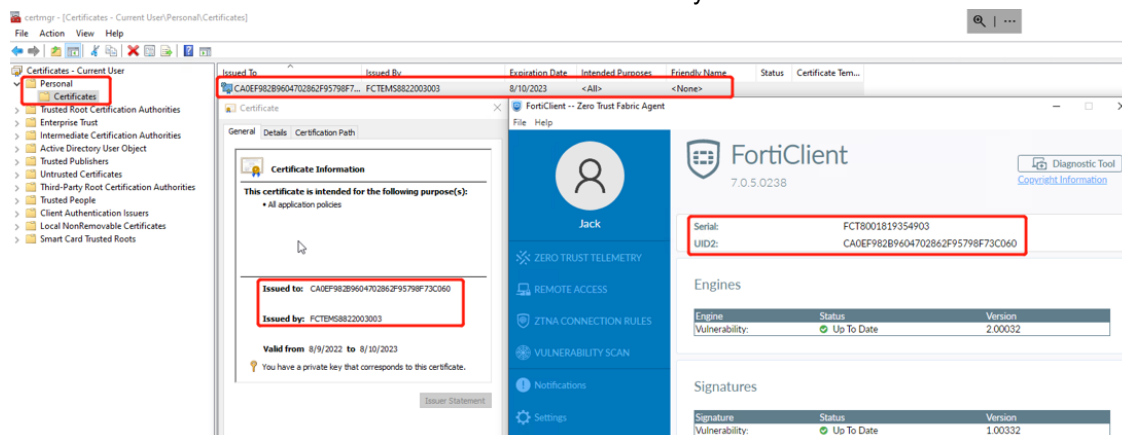 certmgr - [Certificates - Current User\Personal\Certificates]
File Action View Help
Certificates - Current User
Personal
Certificates
Trusted Root Certification Authorities
Enterprise Trust
Intermediate Certification Authorities
Active Directory User Object
Trusted Publishers
Untrusted Certificates
Third-Party Root Certification Authorities
Trusted People
Client Authentication Issuers
Local NonRemovable Certificates
Smart Card Trusted Roots
Issued To Issued By Expiration Date Intended Purposes Friendly Name Status Certificate Tem...
CA0EF982B9604702862F95798F7... FCTEMS8822003003 8/10/2023 <All> <None>
Certificate
General Details Certification Path
Certificate Information
This certificate is intended for the following purpose(s):
• All application policies
Issued to: CA0EF982B9604702862F95798F73C060
Issued by: FCTEMS8822003003
Valid from 8/9/2022 to 8/10/2023
You have a private key that corresponds to this certificate.
Issuer Statement
FortiClient -- Zero Trust Fabric Agent
File Help
Jack
ZERO TRUST TELEMETRY
REMOTE ACCESS
ZTNA CONNECTION RULES
VULNERABILITY SCAN
Notifications
Settings
FortiClient
7.0.5.0238
Diagnostic Tool
Copyright Information
Serial: FCT8001819354903
UID2: CA0EF982B9604702862F95798F73C060
Engines
Engine Status Version
Vulnerability: Up To Date 2.00032
Signatures
Signature Status Version
Vulnerability: Up To Date 1.00332